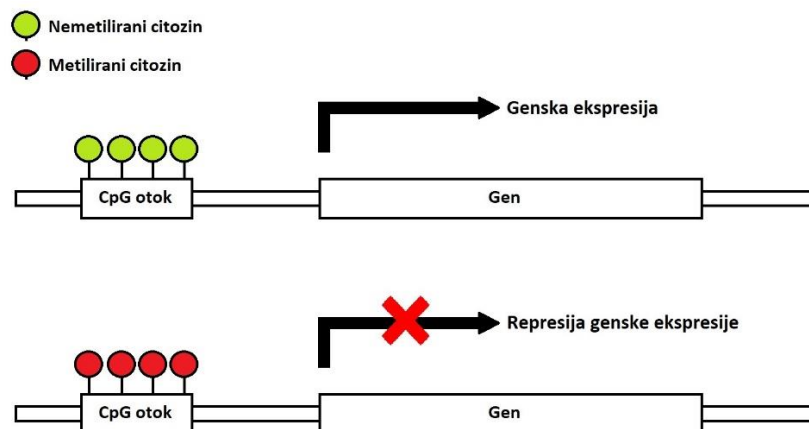 Nemetilirani citozin
Metilirani citozin
Genska ekspresija
CpG otok
Gen
Represija genske ekspresije
CpG otok
Gen